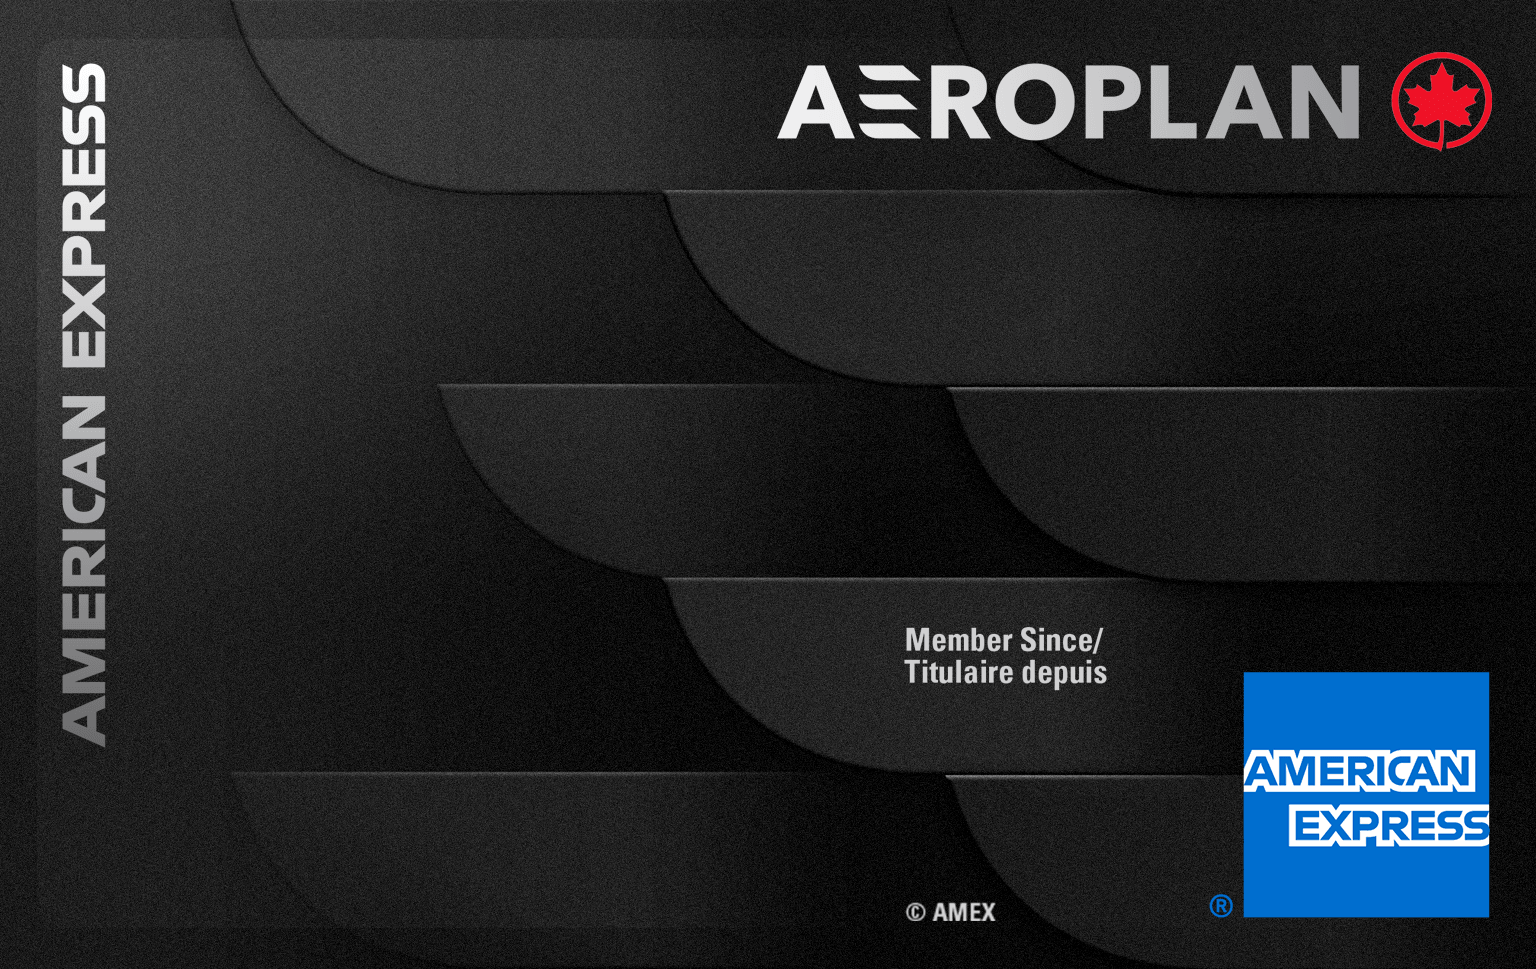 AMERICAN EXPRESS
AEROPLAN
Member Since/
Titulaire depuis
AMERICAN
EXPRESS
®
© AMEX